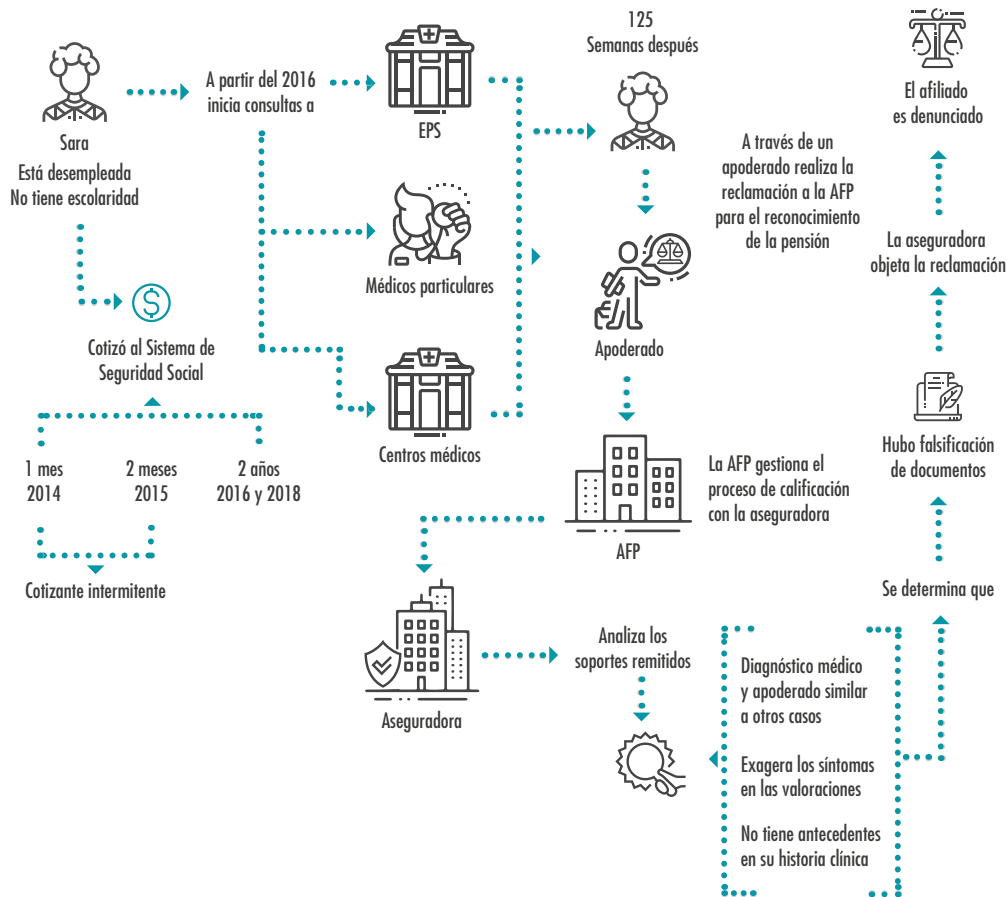 Sara
Está desempleada
No tiene escolaridad
A partir del 2016
inicia consultas a
EPS
Médicos particulares
Centros médicos
$
Cotizó al Sistema de
Seguridad Social
1 mes
2014
2 meses
2015
2 años
2016 y 2018
Cotizante intermitente
125
Semanas después
A través de un
apoderado realiza la
reclamación a la AFP
para el reconocimiento
de la pensión
Apoderado
AFP
La AFP gestiona el
proceso de calificación
con la aseguradora
Aseguradora
Analiza los
soportes remitidos
Diagnóstico médico
y apoderado similar
a otros casos
Exagera los síntomas
en las valoraciones
No tiene antecedentes
en su historia clínica
Se determina que
Hubo falsificación
de documentos
La aseguradora
objeta la reclamación
El afiliado
es denunciado